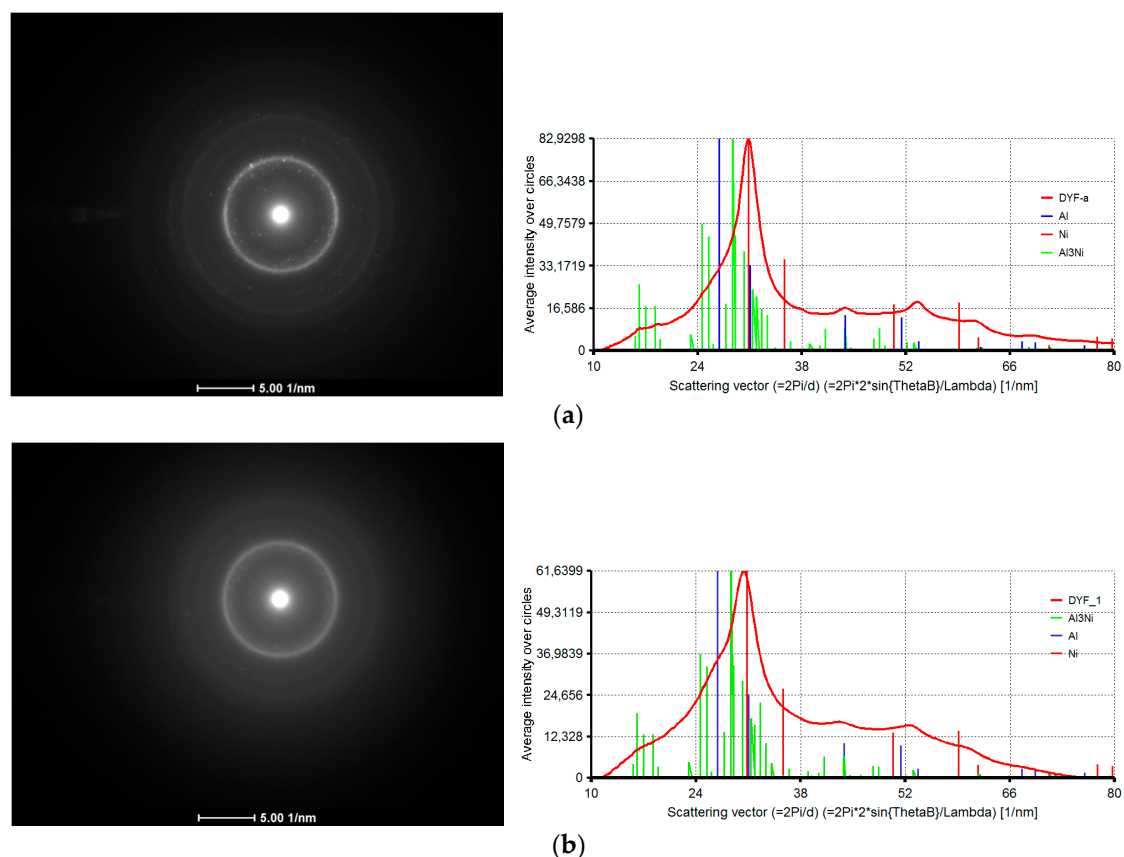 82,9298
66,3438
49,7579
33,1719
16,586
0
Average intensity over circles
DYF-a
Al
Ni
Al3Ni
10 24 38 52 66 80
Scattering vector (=2Pi/d) (=2Pi*2*sin{ThetaB}/Lambda) [1/nm]
5.00 1/nm
(a)
61,6399
49,3119
36,9839
24,656
12,328
0
Average intensity over circles
DYF_1
Al3Ni
Al
Ni
10 24 38 52 66 80
Scattering vector (=2Pi/d) (=2Pi*2*sin{ThetaB}/Lambda) [1/nm]
5.00 1/nm
(b)